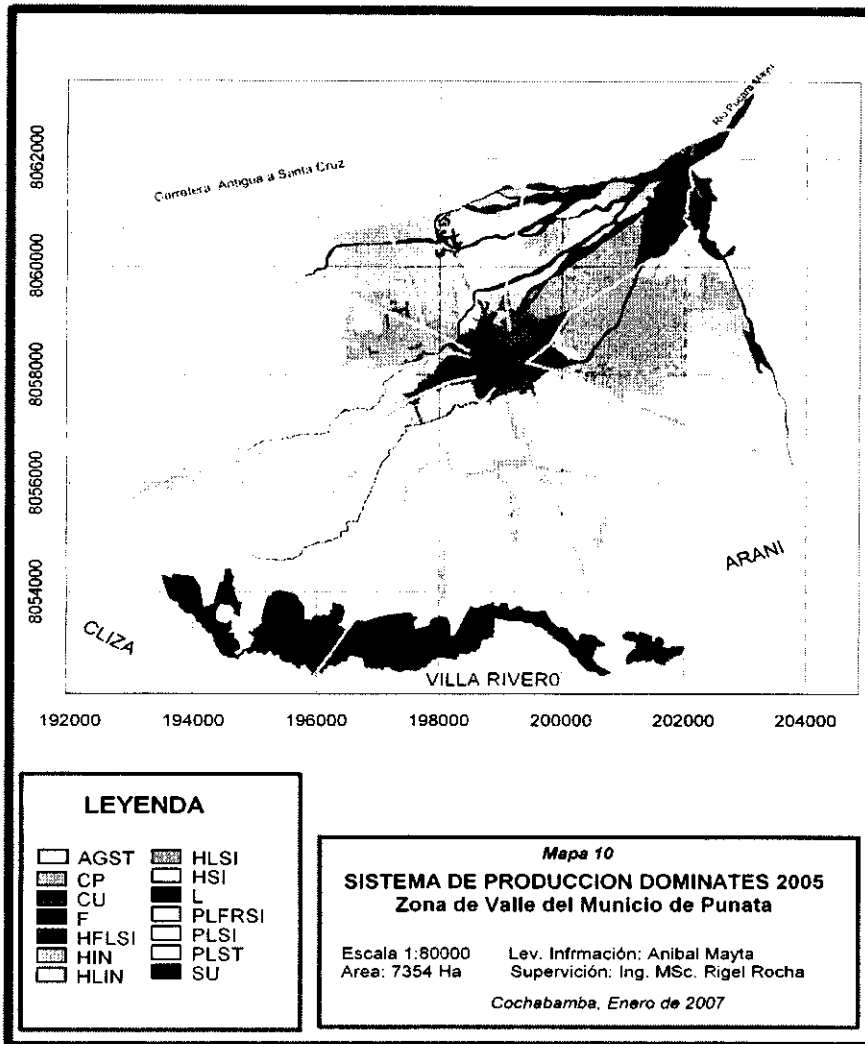 Rio Pucara Mayu
Carretera Antigua a Santa Cruz
8062000
8060000
8058000
8056000
8054000
ARANI
CLIZA
VILLA RIVERO
192000 194000 196000 198000 200000 202000 204000
LEYENDA
AGST
CP
CU
F
HFLSI
HIN
HLIN
HLSI
HSI
L
PLFRSI
PLSI
PLST
SU
Mapa 10
SISTEMA DE PRODUCCION DOMINATES 2005
Zona de Valle del Municio de Punata
Escala 1:80000 Lev. Infrmación: Anibal Mayta
Area: 7354 Ha Supervición: Ing. MSc. Rigel Rocha
Cochabamba, Enero de 2007